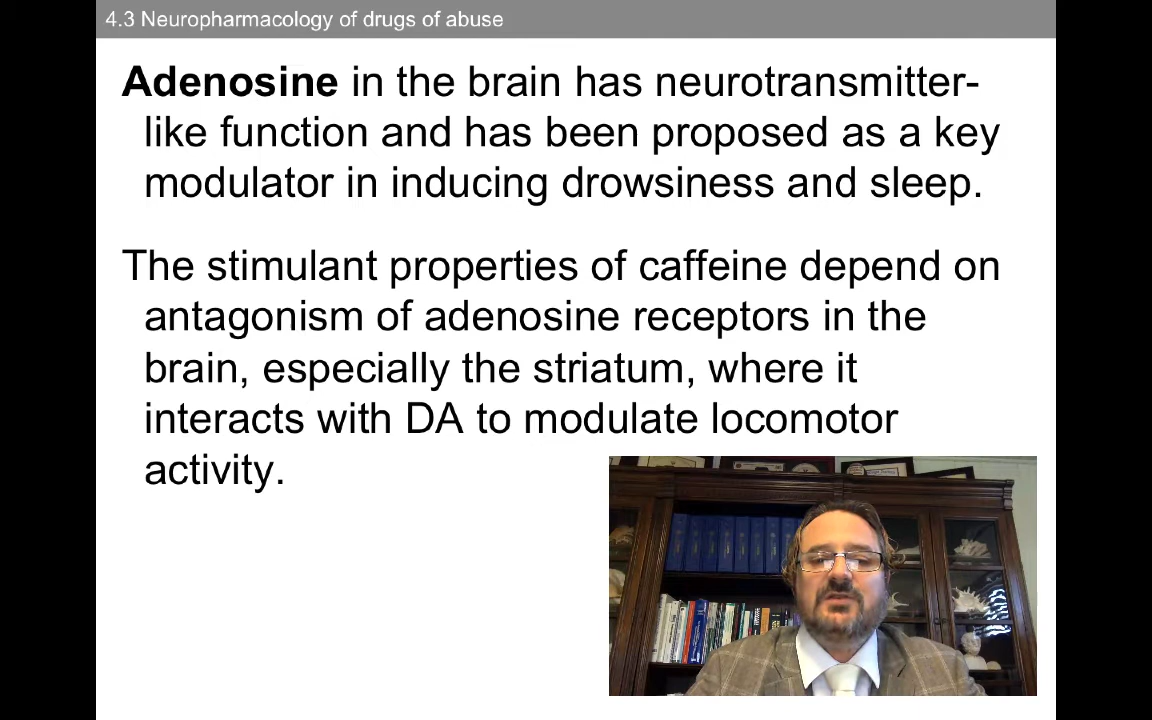 4.3 Neuropharmacology of drugs of abuse
Adenosine in the brain has neurotransmitter-
like function and has been proposed as a key
modulator in inducing drowsiness and sleep.
The stimulant properties of caffeine depend on
antagonism of adenosine receptors in the
brain, especially the striatum, where it
interacts with DA to modulate locomotor
activity.